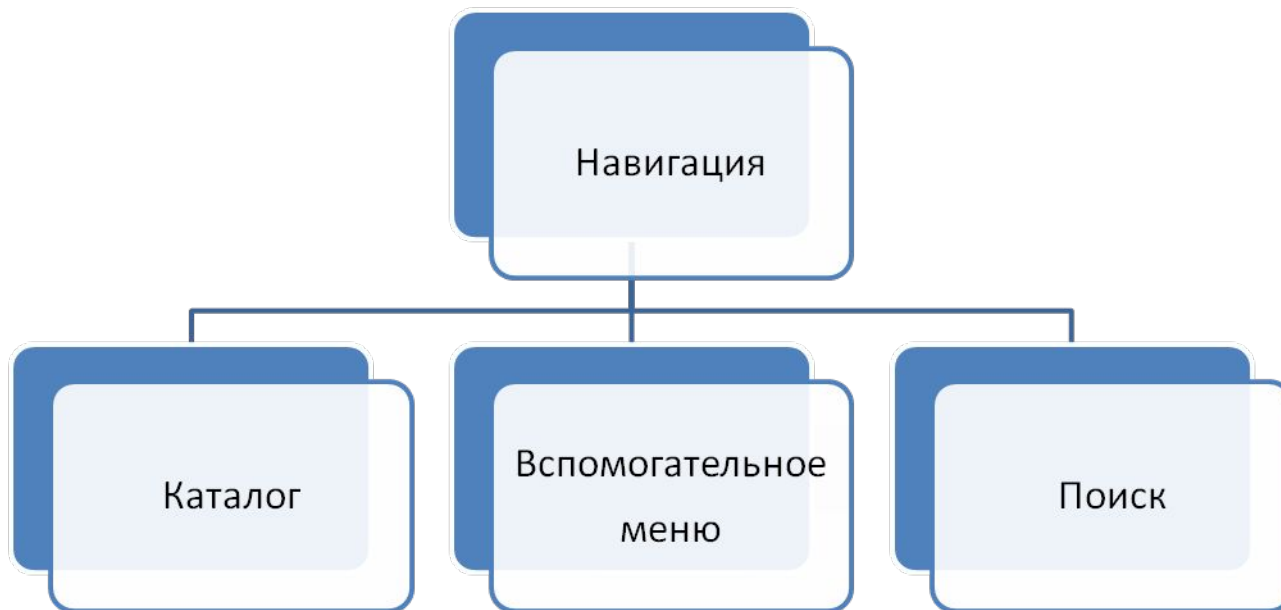 Навигация
Каталог
Вспомогательное
меню
Поиск